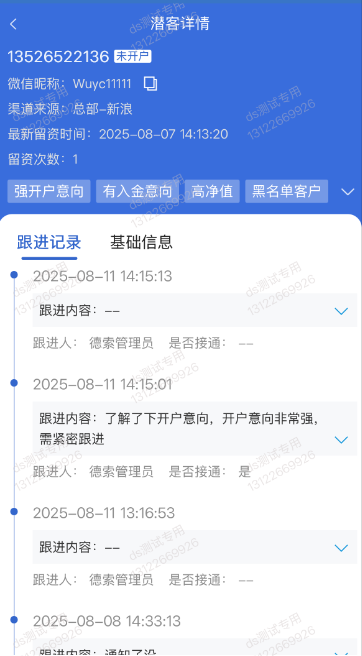 潜客详情
13526522136 未开户
微信昵称：Wuyc11111
渠道来源：总部-新浪
最新留资时间：2025-08-07 14:13:20
留资次数：1
强开户意向 有入金意向 高净值 黑名单客户
跟进记录 基础信息
2025-08-11 14:15:13
跟进内容：--
跟进人： 德索管理员 是否接通： --
2025-08-11 14:15:01
跟进内容：了解了下开户意向，开户意向非常强，
需紧密跟进
跟进人： 德索管理员 是否接通： 是
2025-08-11 13:16:53
跟进内容：--
跟进人： 德索管理员 是否接通： --
2025-08-08 14:33:13
跟进内容：通知了没
ds测试专用
13122669926